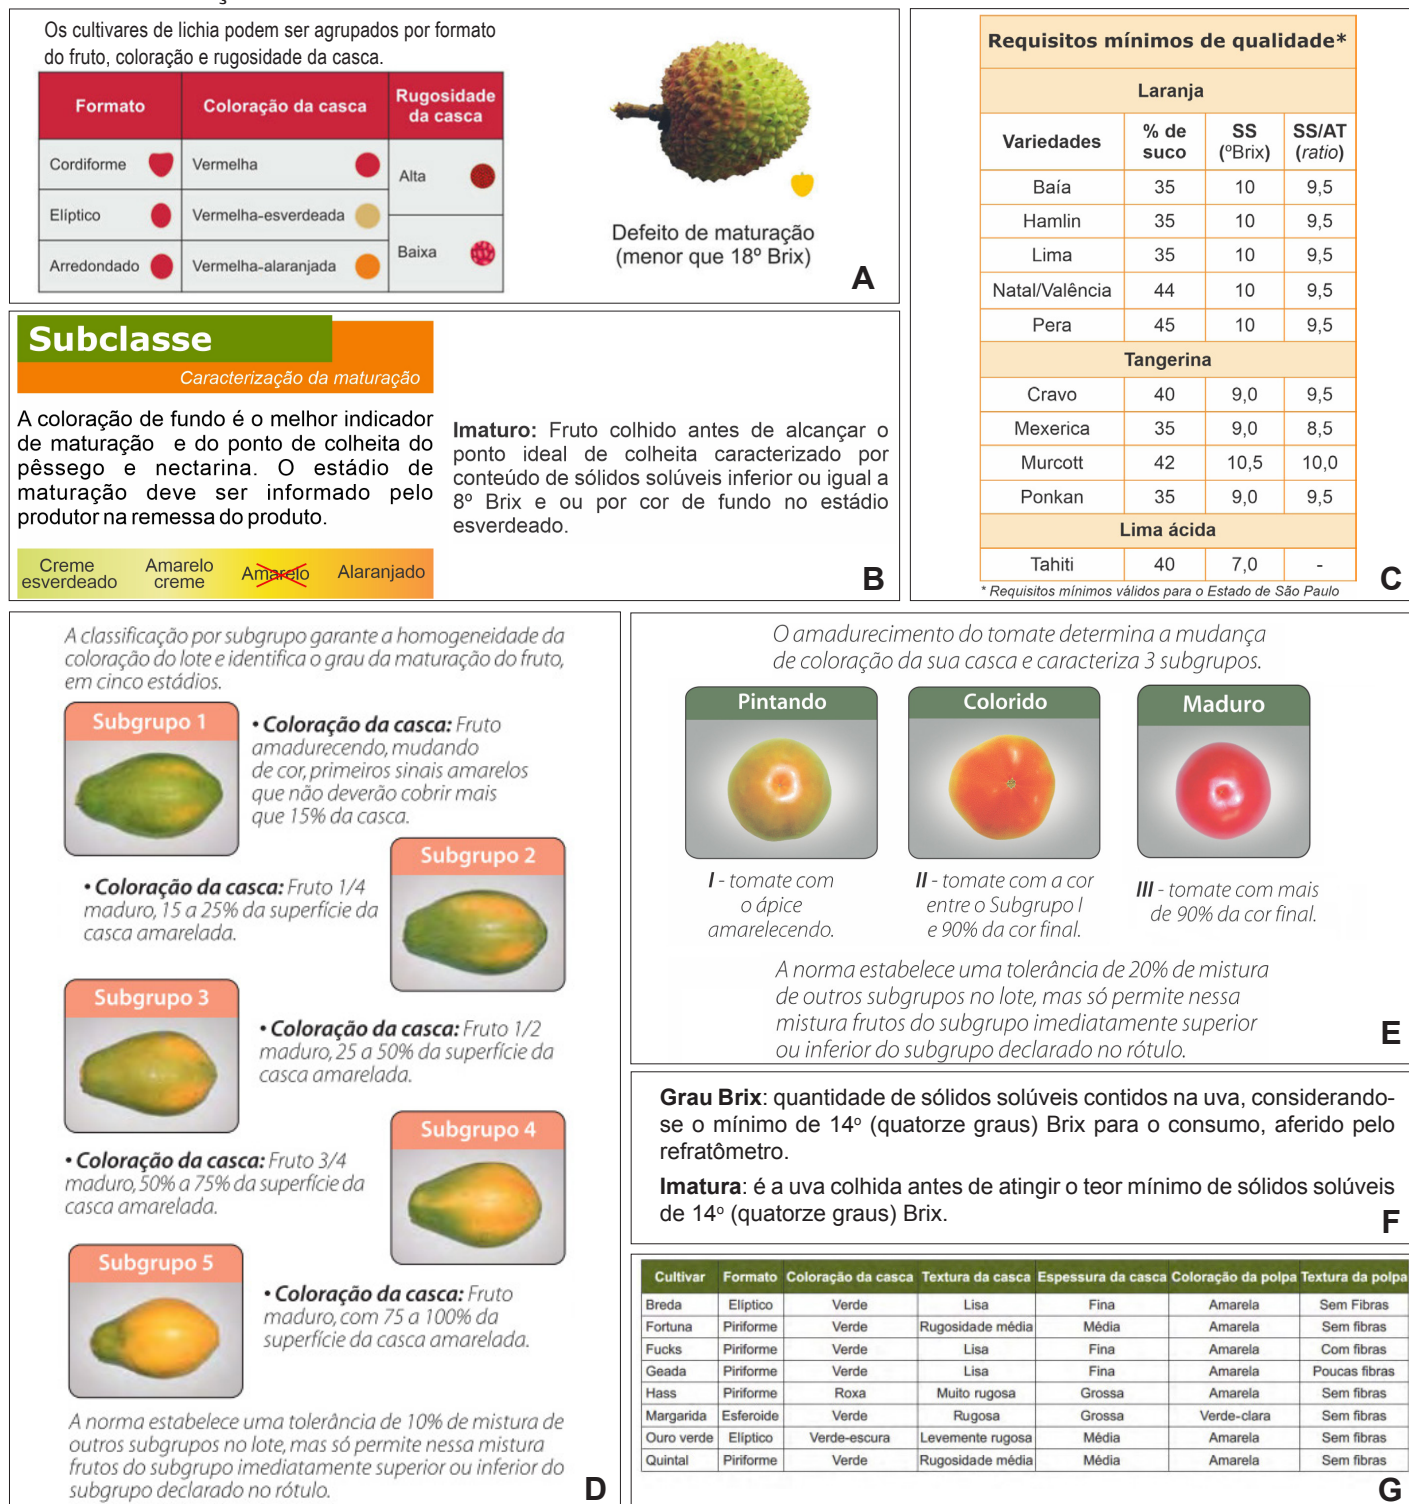 Os cultivares de lichia podem ser agrupados por formato
do fruto, coloração e rugosidade da casca.
Formato Coloração da casca Rugosidade da casca
Cordiforme Vermelha Alta
Elíptico Vermelha-esverdeada
Arredondado Vermelha-alaranjada Baixa
Defeito de maturação
(menor que 18º Brix)
A
Subclasse
Caracterização da maturação
A coloração de fundo é o melhor indicador
de maturação e do ponto de colheita do
pêssego e nectarina. O estádio de
maturação deve ser informado pelo
produtor na remessa do produto.
Creme esverdeado Amarelo creme Amarelo Alaranjado
Imaturo: Fruto colhido antes de alcançar o
ponto ideal de colheita caracterizado por
conteúdo de sólidos solúveis inferior ou igual a
8º Brix e ou por cor de fundo no estádio
esverdeado.
B
Requisitos mínimos de qualidade*
Laranja
Variedades % de suco SS (ºBrix) SS/AT (ratio)
Baía 35 10 9,5
Hamlin 35 10 9,5
Lima 35 10 9,5
Natal/Valência 44 10 9,5
Pera 45 10 9,5
Tangerina
Cravo 40 9,0 9,5
Mexerica 35 9,0 8,5
Murcott 42 10,5 10,0
Ponkan 35 9,0 9,5
Lima ácida
Tahiti 40 7,0 -
* Requisitos mínimos válidos para o Estado de São Paulo
C
A classificação por subgrupo garante a homogeneidade da
coloração do lote e identifica o grau da maturação do fruto,
em cinco estádios.
Subgrupo 1
• Coloração da casca: Fruto
amadurecendo, mudando
de cor, primeiros sinais amarelos
que não deverão cobrir mais
que 15% da casca.
Subgrupo 2
• Coloração da casca: Fruto 1/4
maduro, 15 a 25% da superfície da
casca amarelada.
Subgrupo 3
• Coloração da casca: Fruto 1/2
maduro, 25 a 50% da superfície da
casca amarelada.
Subgrupo 4
• Coloração da casca: Fruto 3/4
maduro, 50% a 75% da superfície da
casca amarelada.
Subgrupo 5
• Coloração da casca: Fruto
maduro, com 75 a 100% da
superfície da casca amarelada.
A norma estabelece uma tolerância de 10% de mistura de
outros subgrupos no lote, mas só permite nessa mistura
frutos do subgrupo imediatamente superior ou inferior do
subgrupo declarado no rótulo.
D
O amadurecimento do tomate determina a mudança
de coloração da sua casca e caracteriza 3 subgrupos.
Pintando Colorido Maduro
I - tomate com
o ápice
amarelecendo.
II - tomate com a cor
entre o Subgrupo I
e 90% da cor final.
III - tomate com mais
de 90% da cor final.
A norma estabelece uma tolerância de 20% de mistura
de outros subgrupos no lote, mas só permite nessa
mistura frutos do subgrupo imediatamente superior
ou inferior do subgrupo declarado no rótulo.
E
Grau Brix: quantidade de sólidos solúveis contidos na uva, considerando-
se o mínimo de 14º (quatorze graus) Brix para o consumo, aferido pelo
refratômetro.
Imatura: é a uva colhida antes de atingir o teor mínimo de sólidos solúveis
de 14º (quatorze graus) Brix.
F
Cultivar Formato Coloração da casca Textura da casca Espessura da casca Coloração da polpa Textura da polpa
Breda Elíptico Verde Lisa Fina Amarela Sem Fibras
Fortuna Piriforme Verde Rugosidade média Média Amarela Sem fibras
Fucks Piriforme Verde Lisa Fina Amarela Com fibras
Geada Piriforme Verde Lisa Fina Amarela Poucas fibras
Hass Piriforme Roxa Muito rugosa Grossa Amarela Sem fibras
Margarida Esferoide Verde Rugosa Grossa Verde-clara Sem fibras
Ouro verde Elíptico Verde-escura Levemente rugosa Média Amarela Sem fibras
Quintal Piriforme Verde Rugosidade média Média Amarela Sem fibras
G